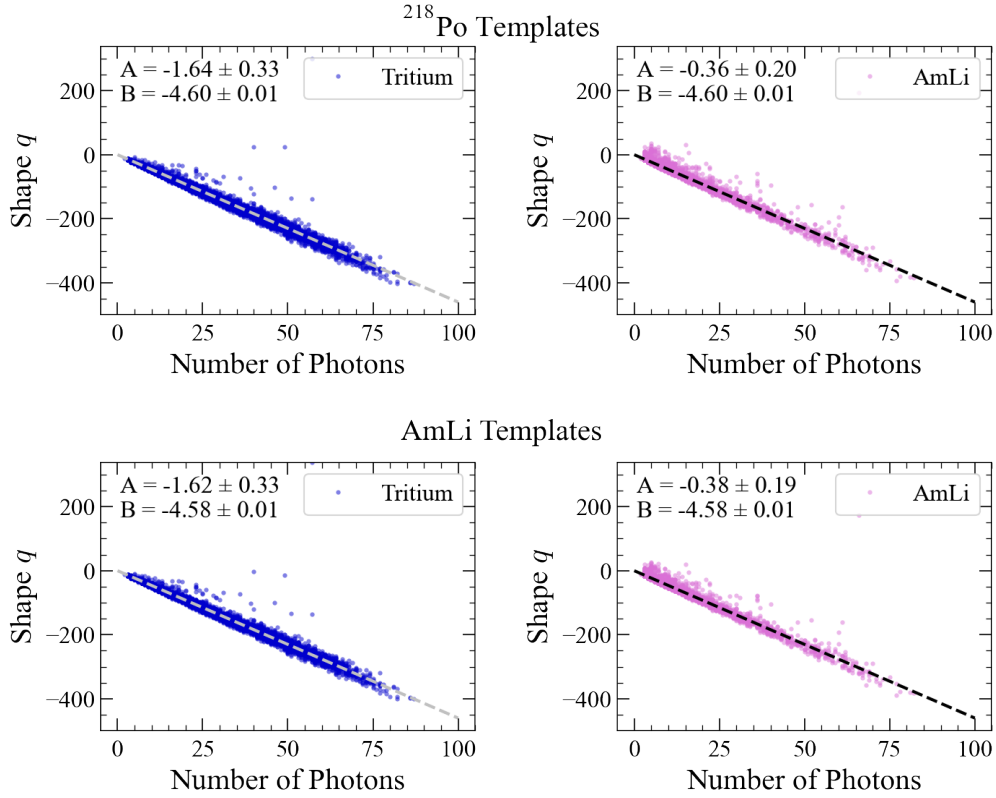 ²¹⁸Po Templates
A = -1.64 ± 0.33
B = -4.60 ± 0.01
Tritium
200
0
−200
−400
Shape q
0 25 50 75 100
Number of Photons
A = -0.36 ± 0.20
B = -4.60 ± 0.01
AmLi
200
0
−200
−400
Shape q
0 25 50 75 100
Number of Photons
AmLi Templates
A = -1.62 ± 0.33
B = -4.58 ± 0.01
Tritium
200
0
−200
−400
Shape q
0 25 50 75 100
Number of Photons
A = -0.38 ± 0.19
B = -4.58 ± 0.01
AmLi
200
0
−200
−400
Shape q
0 25 50 75 100
Number of Photons